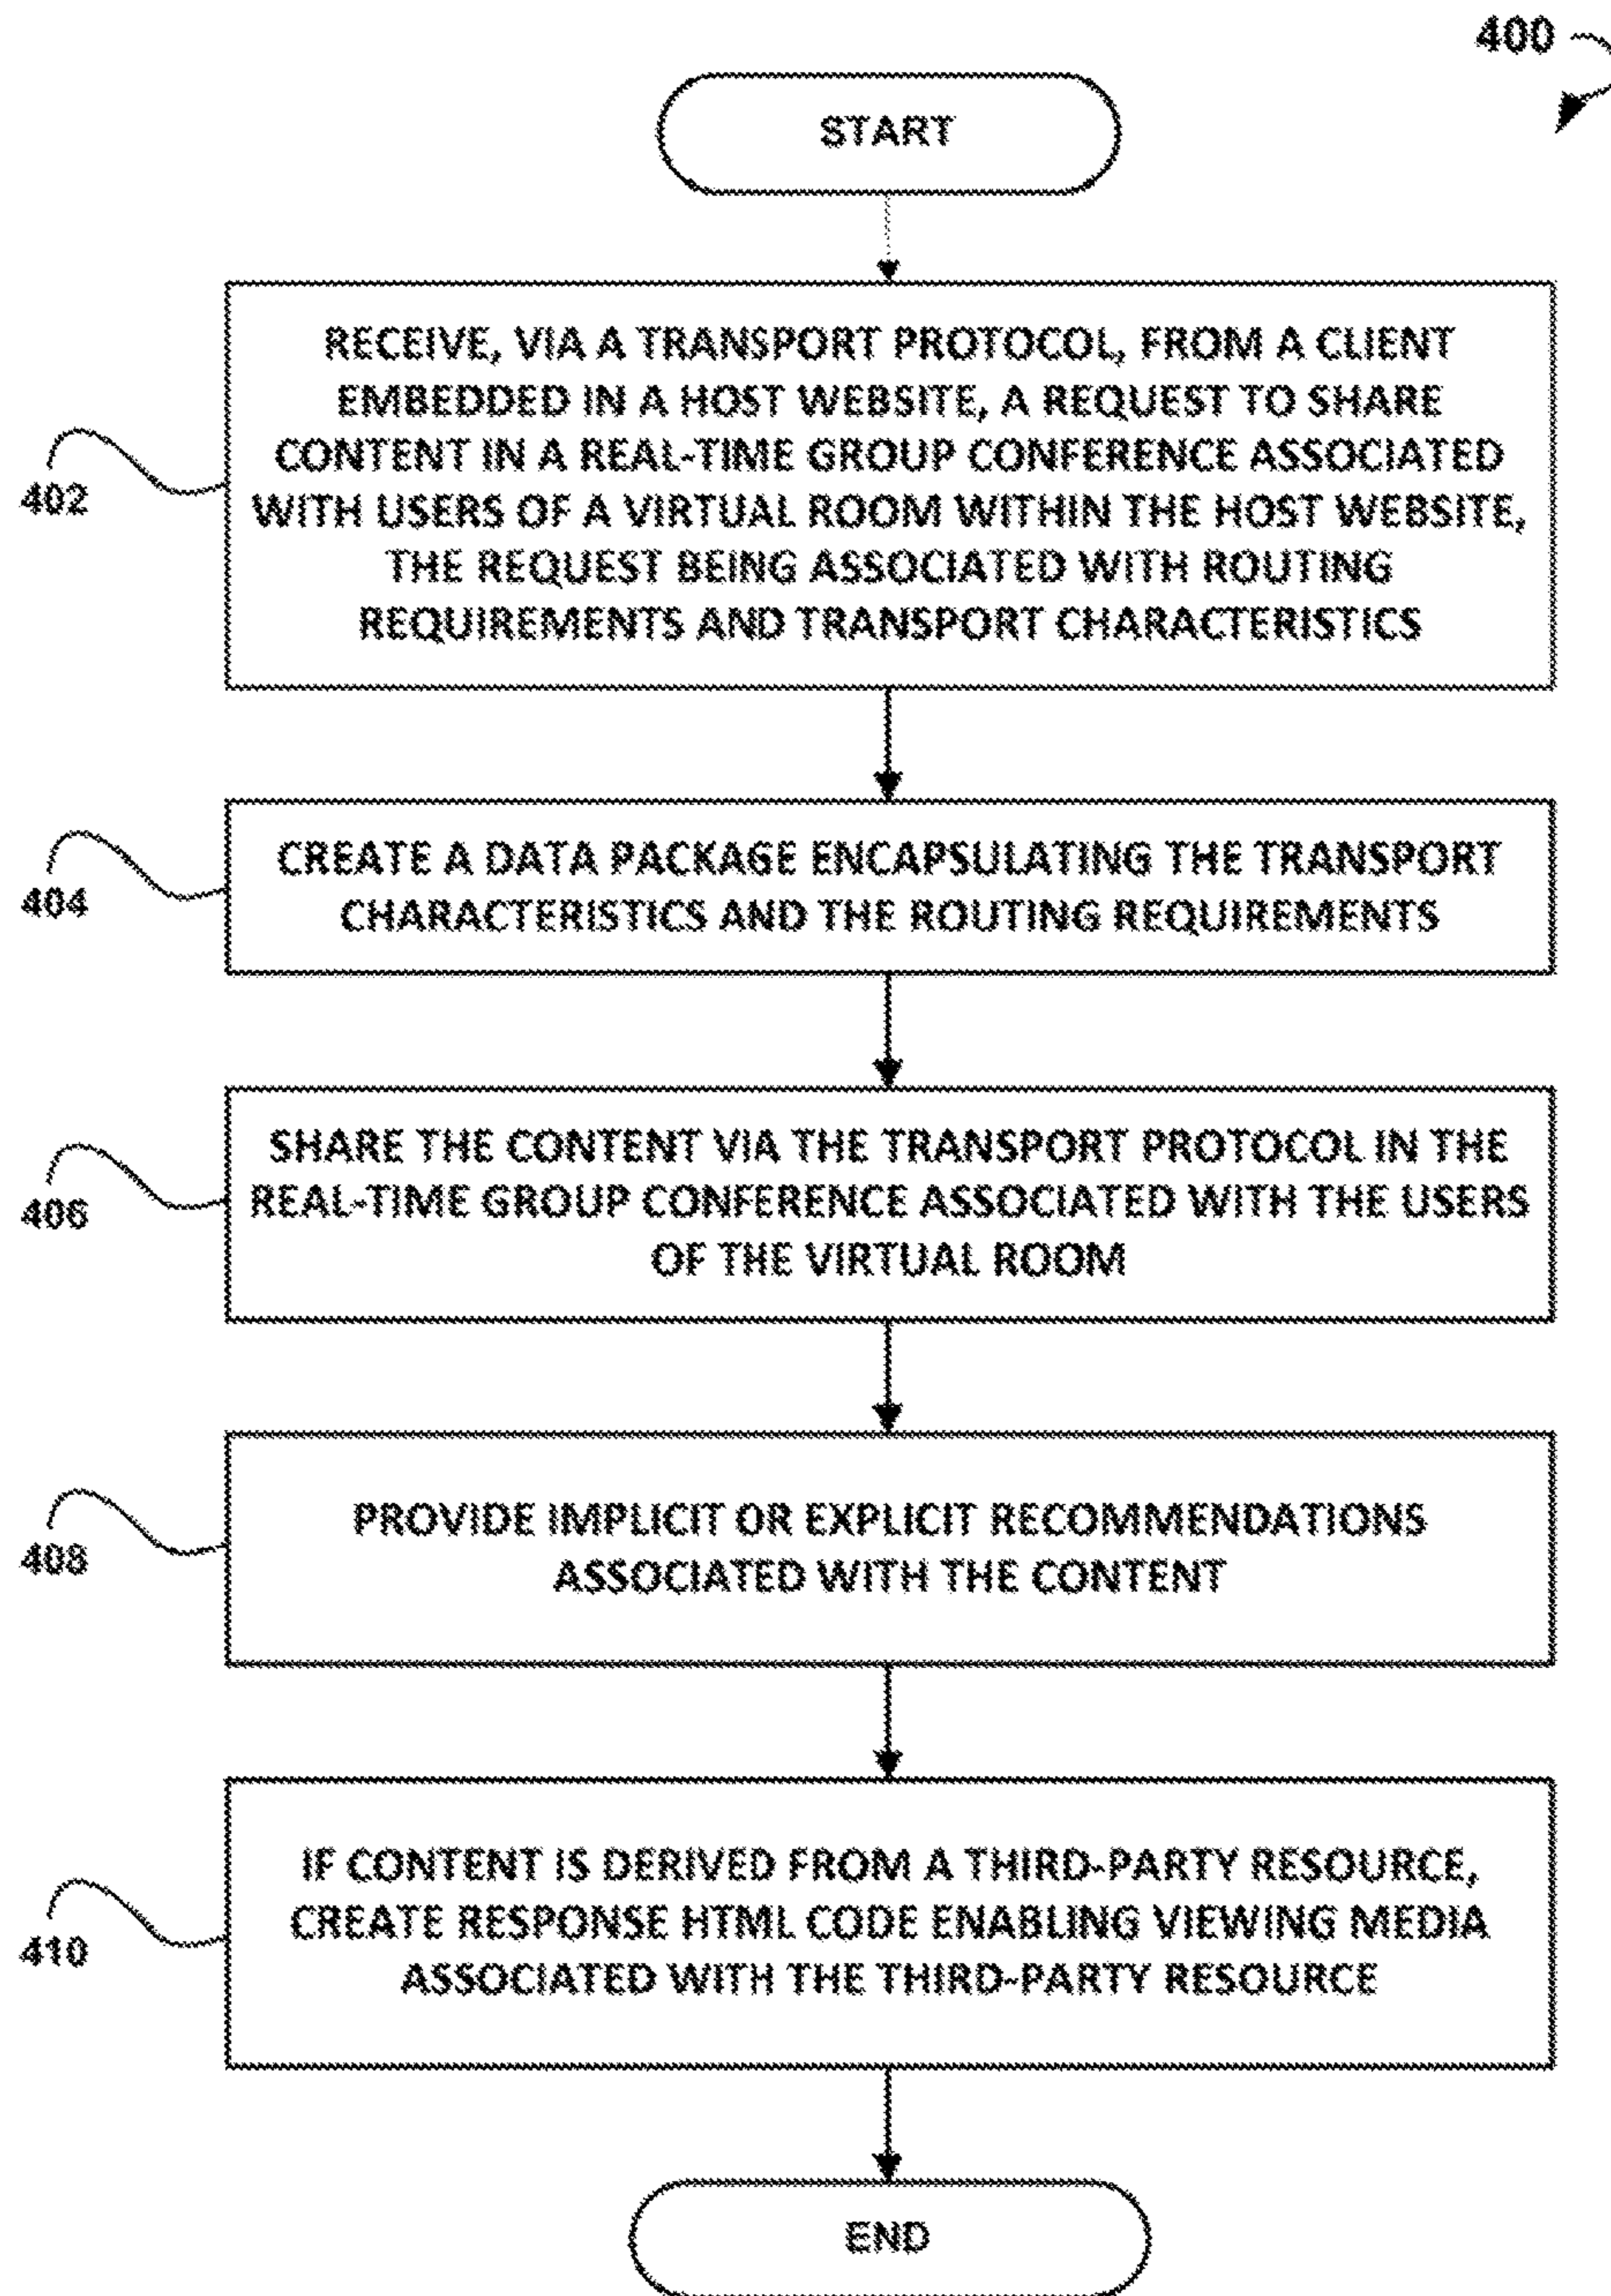 400
START
RECEIVE, VIA A TRANSPORT PROTOCOL, FROM A CLIENT
EMBEDDED IN A HOST WEBSITE, A REQUEST TO SHARE
CONTENT IN A REAL-TIME GROUP CONFERENCE ASSOCIATED
WITH USERS OF A VIRTUAL ROOM WITHIN THE HOST WEBSITE,
THE REQUEST BEING ASSOCIATED WITH ROUTING
REQUIREMENTS AND TRANSPORT CHARACTERISTICS
402
CREATE A DATA PACKAGE ENCAPSULATING THE TRANSPORT
CHARACTERISTICS AND THE ROUTING REQUIREMENTS
404
SHARE THE CONTENT VIA THE TRANSPORT PROTOCOL IN THE
REAL-TIME GROUP CONFERENCE ASSOCIATED WITH THE USERS
OF THE VIRTUAL ROOM
406
PROVIDE IMPLICIT OR EXPLICIT RECOMMENDATIONS
ASSOCIATED WITH THE CONTENT
408
IF CONTENT IS DERIVED FROM A THIRD-PARTY RESOURCE,
CREATE RESPONSE HTML CODE ENABLING VIEWING MEDIA
ASSOCIATED WITH THE THIRD-PARTY RESOURCE
410
END